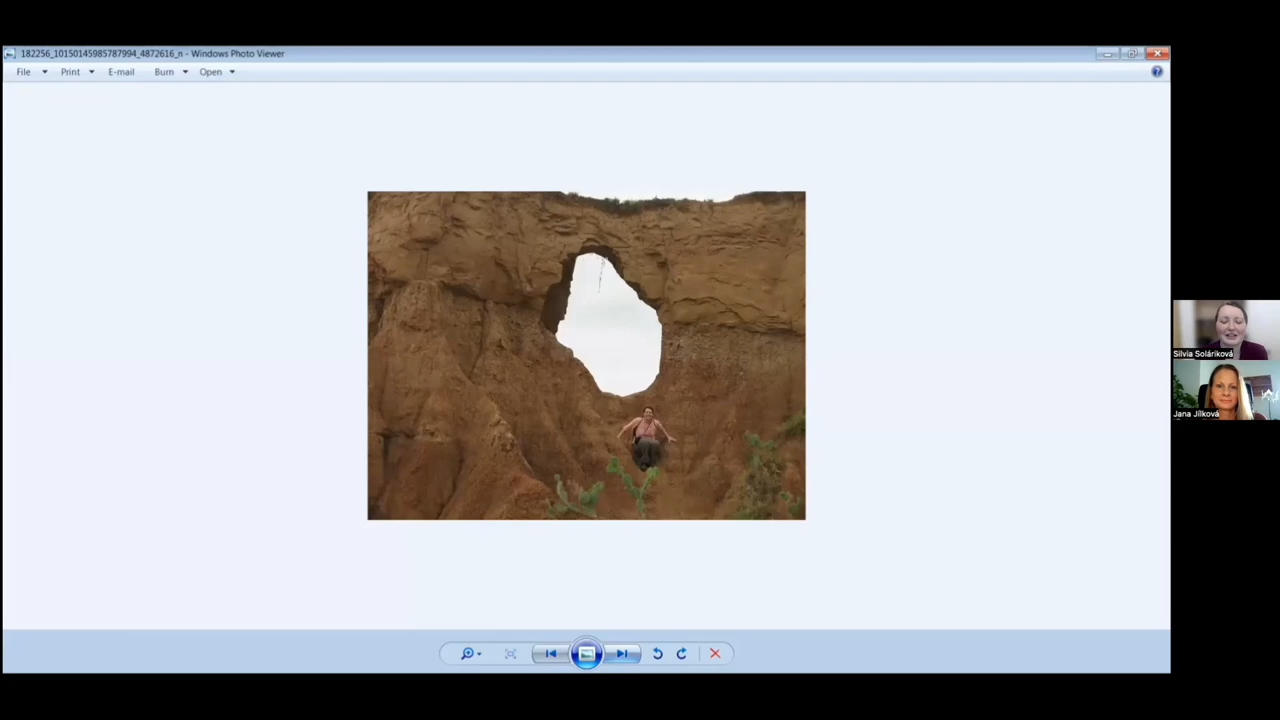 182256_10150145985787994_4872616_n - Windows Photo Viewer
File Print E-mail Burn Open
Silvia Soláriková
Jana Jílková